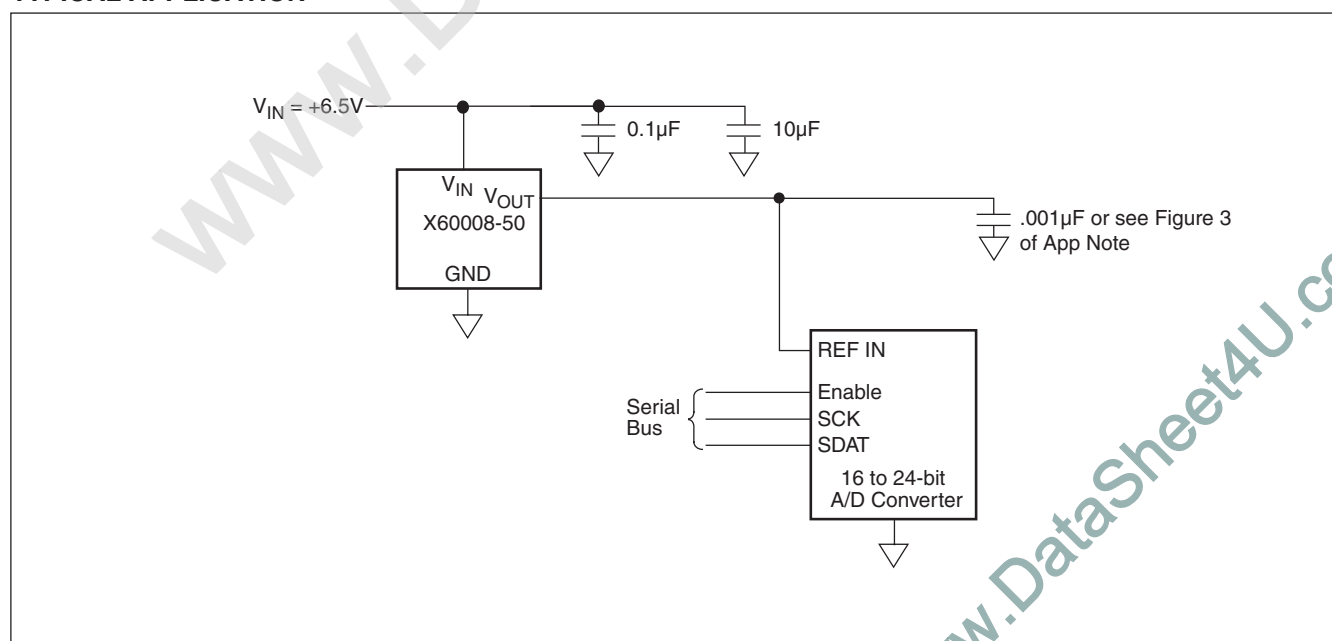 V_IN = +6.5V
0.1µF
10µF
V_IN
V_OUT
X60008-50
GND
.001µF or see Figure 3
of App Note
REF IN
Enable
SCK
SDAT
Serial
Bus
16 to 24-bit
A/D Converter
www.D
w.DataSheet4U.co